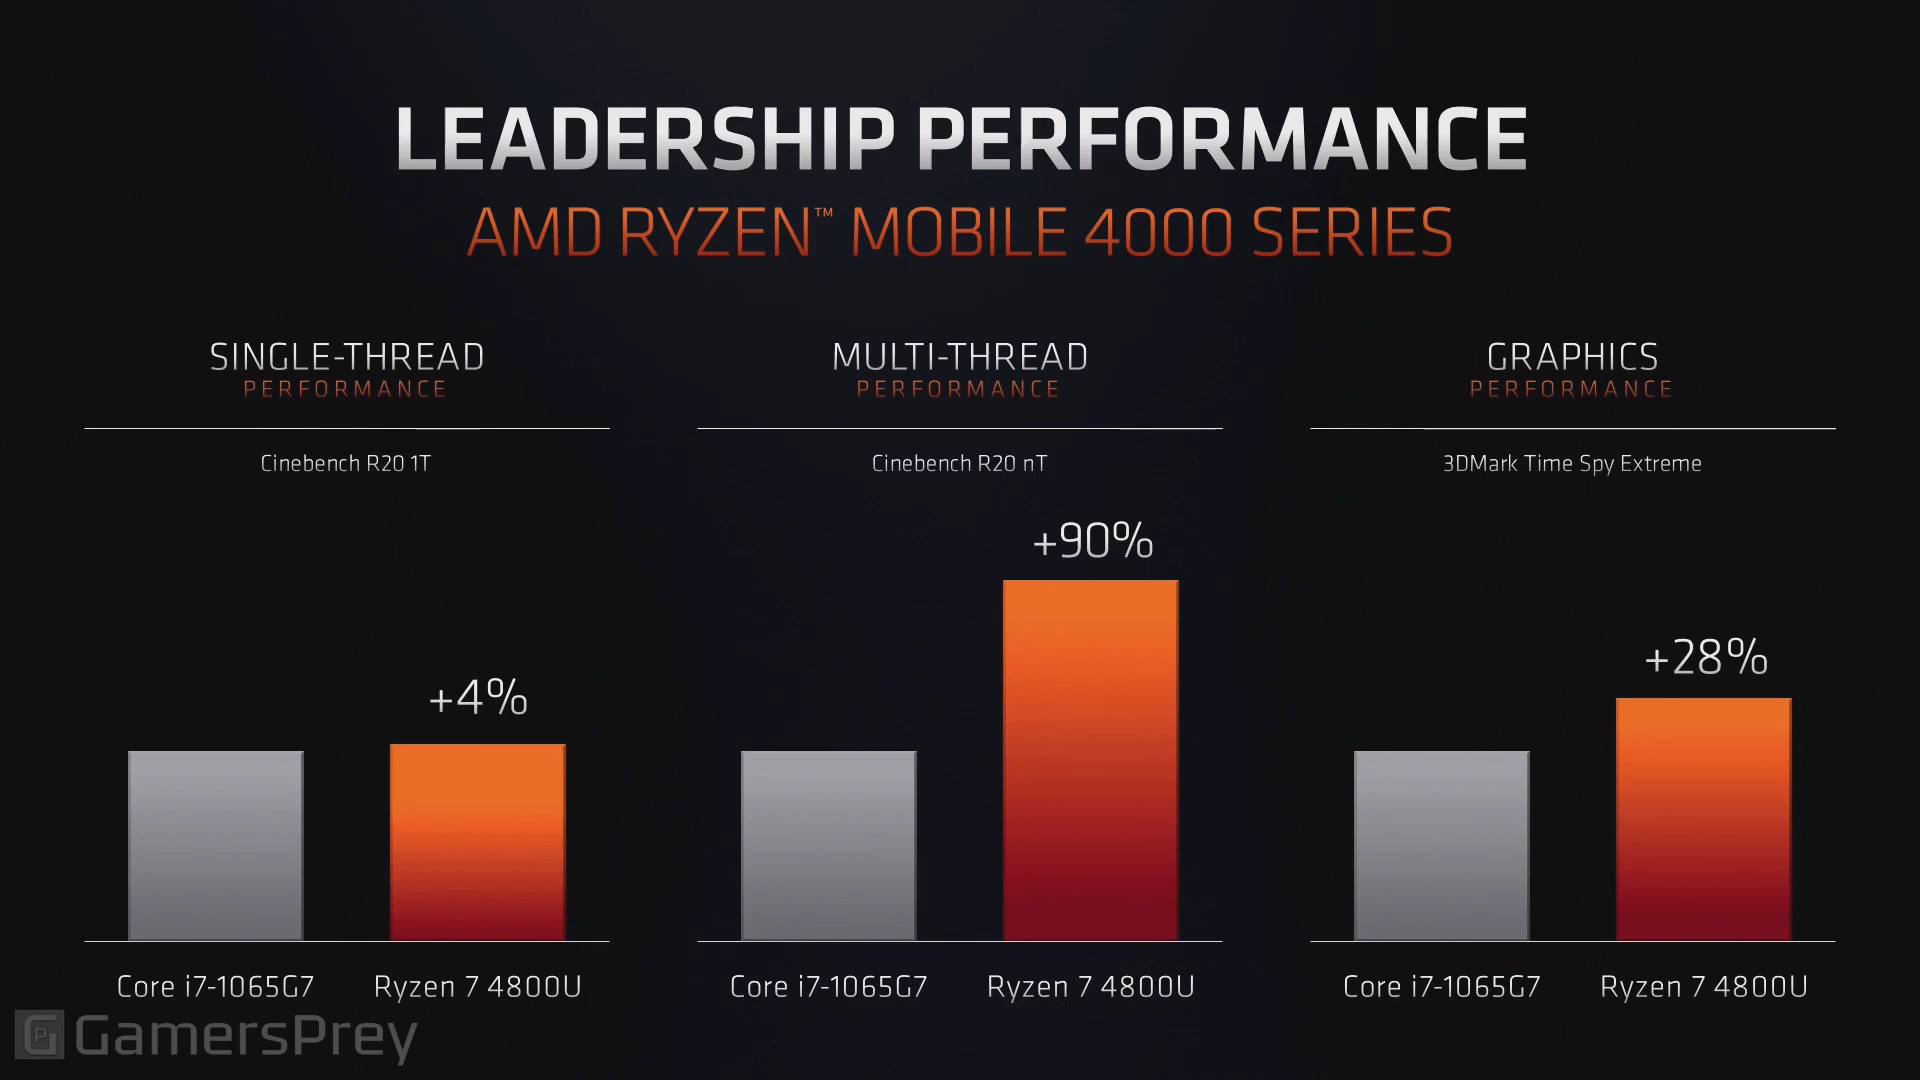 LEADERSHIP PERFORMANCE
AMD RYZEN™ MOBILE 4000 SERIES
SINGLE-THREAD
PERFORMANCE
Cinebench R20 1T
+4%
Core i7-1065G7 Ryzen 7 4800U
MULTI-THREAD
PERFORMANCE
Cinebench R20 nT
+90%
Core i7-1065G7 Ryzen 7 4800U
GRAPHICS
PERFORMANCE
3DMark Time Spy Extreme
+28%
Core i7-1065G7 Ryzen 7 4800U
GamersPrey